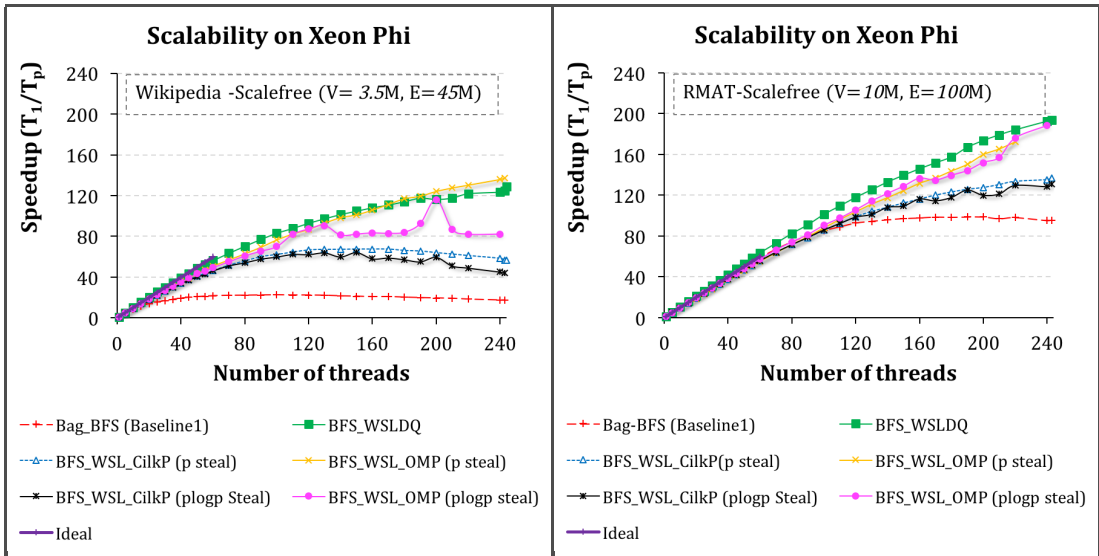 Scalability on Xeon Phi
Speedup (T1/Tp)
240
200
160
120
80
40
0
Wikipedia -Scalefree (V= 3.5M, E=45M)
0 40 80 120 160 200 240
Number of threads
Bag_BFS (Baseline1) BFS_WSLDQ
BFS_WSL_CilkP (p steal) BFS_WSL_OMP (p steal)
BFS_WSL_CilkP (plogp Steal) BFS_WSL_OMP (plogp steal)
Ideal
Scalability on Xeon Phi
Speedup (T1/Tp)
240
200
160
120
80
40
0
RMAT-Scalefree (V=10M, E=100M)
0 40 80 120 160 200 240
Number of threads
Bag-BFS (Baseline1) BFS_WSLDQ
BFS_WSL_CilkP(p steal) BFS_WSL_OMP (p steal)
BFS_WSL_CilkP (plogp Steal) BFS_WSL_OMP (plogp steal)
Ideal